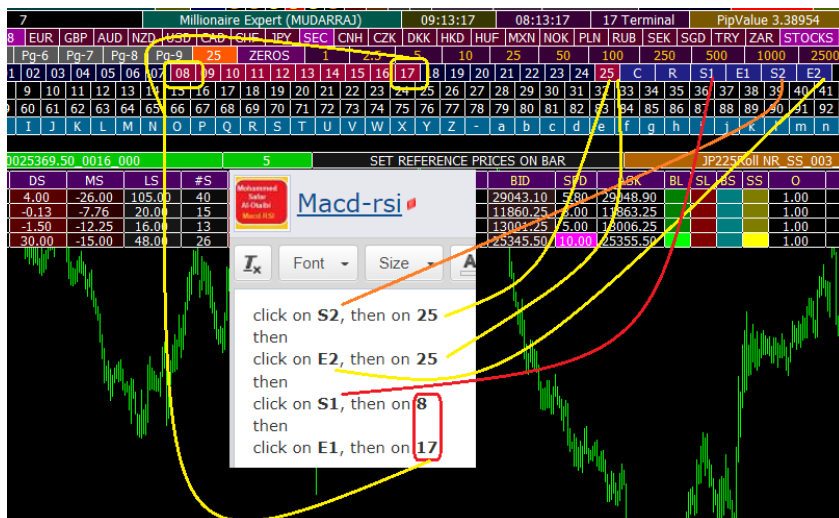 7 Millionaire Expert (MUDARRAJ) 09:13:17 08:13:17 17 Terminal PipValue 3.38954
8 EUR GBP AUD NZD USD CAD CHF JPY SEC CNH CZK DKK HKD HUF MXN NOK PLN RUB SEK SGD TRY ZAR STOCKS
Pg-6 Pg-7 Pg-8 Pg-9 25 ZEROS 1 2.5 5 10 25 50 100 250 500 1000 2500
1 02 03 04 05 06 07 08 09 10 11 12 13 14 15 16 17 18 19 20 21 22 23 24 25 C R S1 E1 S2 E2
9 10 11 12 13 14 15 16 17 18 19 20 21 22 23 24 25 26 27 28 29 30 31 32 33 34 35 36 37 38 39 40 41
60 61 62 63 64 65 66 67 68 69 70 71 72 73 74 75 76 77 78 79 80 81 82 83 84 85 86 87 88 89 90 91 92
I J K L M N O P Q R S T U V W X Y Z - a b c d e f g h j k l m n
0025369.50_0016_000 5 SET REFERENCE PRICES ON BAR JP225Roll NR_SS_003
DS MS LS #S BID SPD ASK BL SL BS SS O
4.00 -26.00 105.00 40 29043.10 5.80 29048.90 1.00
-0.13 -7.76 20.00 15 11860.25 11863.25 1.00
-1.50 -12.25 16.00 13 13001.25 5.00 13006.25 1.00
30.00 -15.00 48.00 26 25345.50 10.00 25355.50 1.00
Mohammed
Safar
Al-Otaibi
Macd-RSI
Macd-rsi
Tx Font Size A
click on S2, then on 25
then
click on E2, then on 25
then
click on S1, then on 8
then
click on E1, then on 17